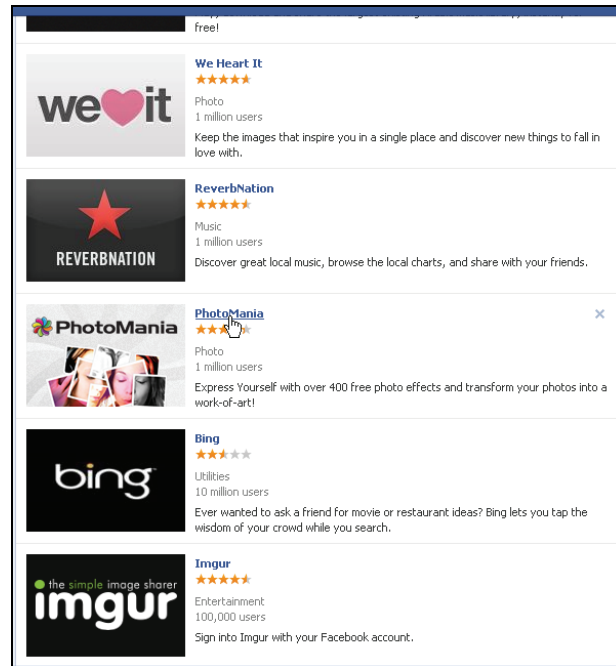 free!
We Heart It
we it
Photo
1 million users
Keep the images that inspire you in a single place and discover new things to fall in
love with.
ReverbNation
REVERBNATION
Music
1 million users
Discover great local music, browse the local charts, and share with your friends.
PhotoMania
PhotoMania
Photo
1 million users
Express Yourself with over 400 free photo effects and transform your photos into a
work-of-art!
Bing
bing
Utilities
10 million users
Ever wanted to ask a friend for movie or restaurant ideas? Bing lets you tap the
wisdom of your crowd while you search.
Imgur
the simple image sharer
imgur
Entertainment
100,000 users
Sign into Imgur with your Facebook account.